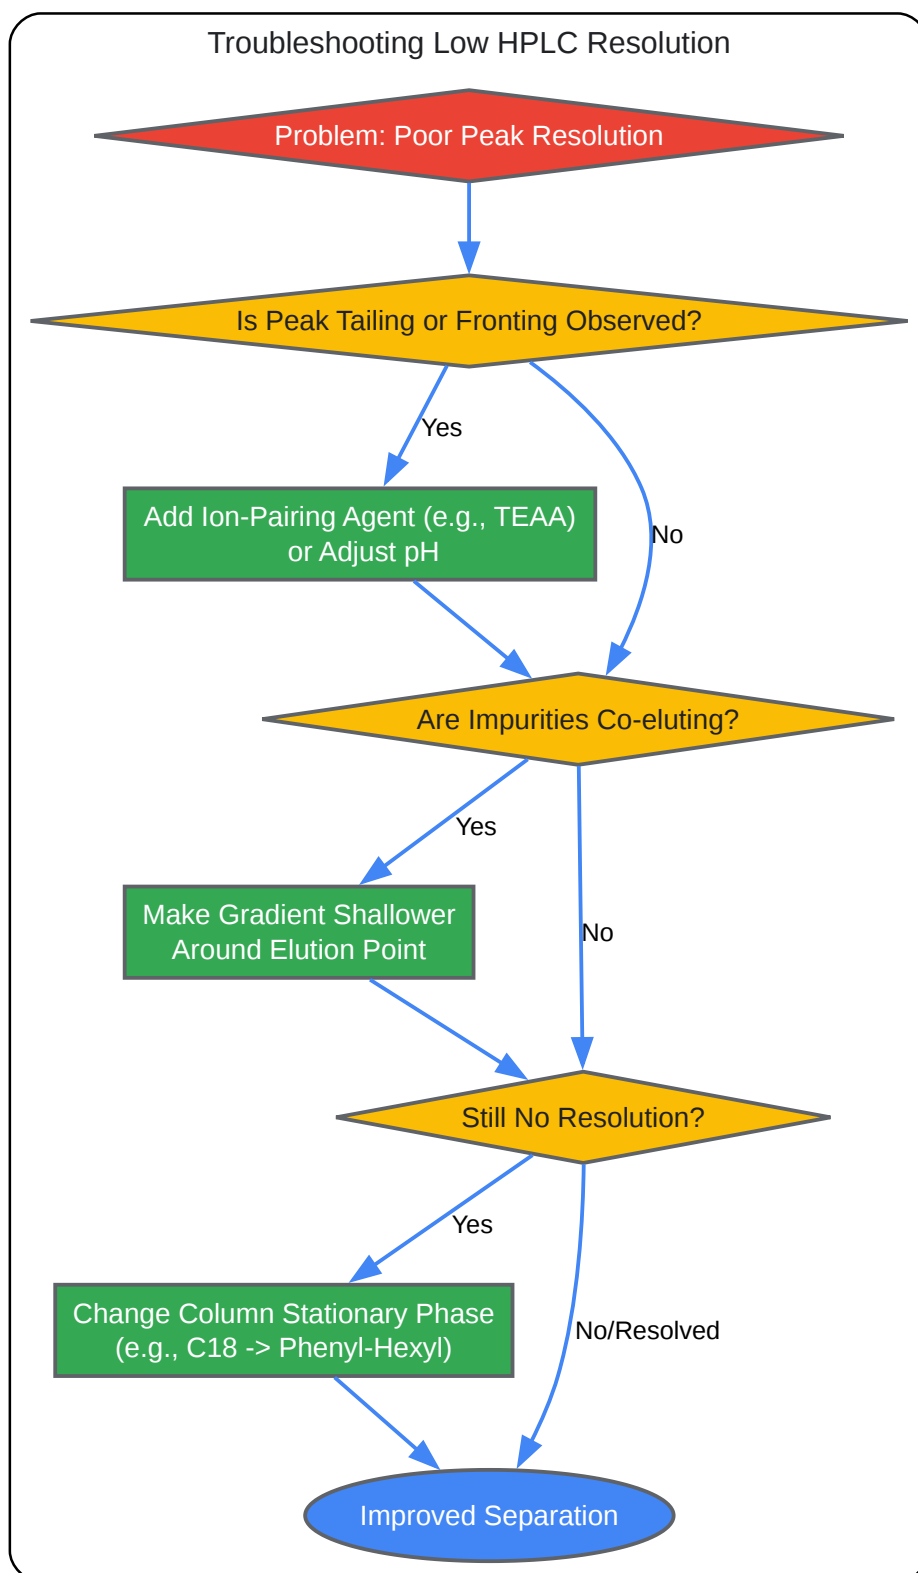 Troubleshooting Low HPLC Resolution
Problem: Poor Peak Resolution
Is Peak Tailing or Fronting Observed?
Yes
Add Ion-Pairing Agent (e.g., TEAA)
or Adjust pH
No
Are Impurities Co-eluting?
Yes
Make Gradient Shallower
Around Elution Point
No
Still No Resolution?
Yes
Change Column Stationary Phase
(e.g., C18 -> Phenyl-Hexyl)
No/Resolved
Improved Separation